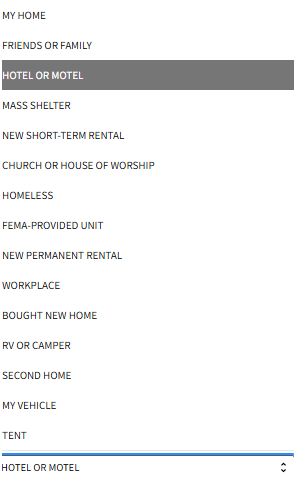 MY HOME
FRIENDS OR FAMILY
HOTEL OR MOTEL
MASS SHELTER
NEW SHORT-TERM RENTAL
CHURCH OR HOUSE OF WORSHIP
HOMELESS
FEMA-PROVIDED UNIT
NEW PERMANENT RENTAL
WORKPLACE
BOUGHT NEW HOME
RV OR CAMPER
SECOND HOME
MY VEHICLE
TENT
HOTEL OR MOTEL